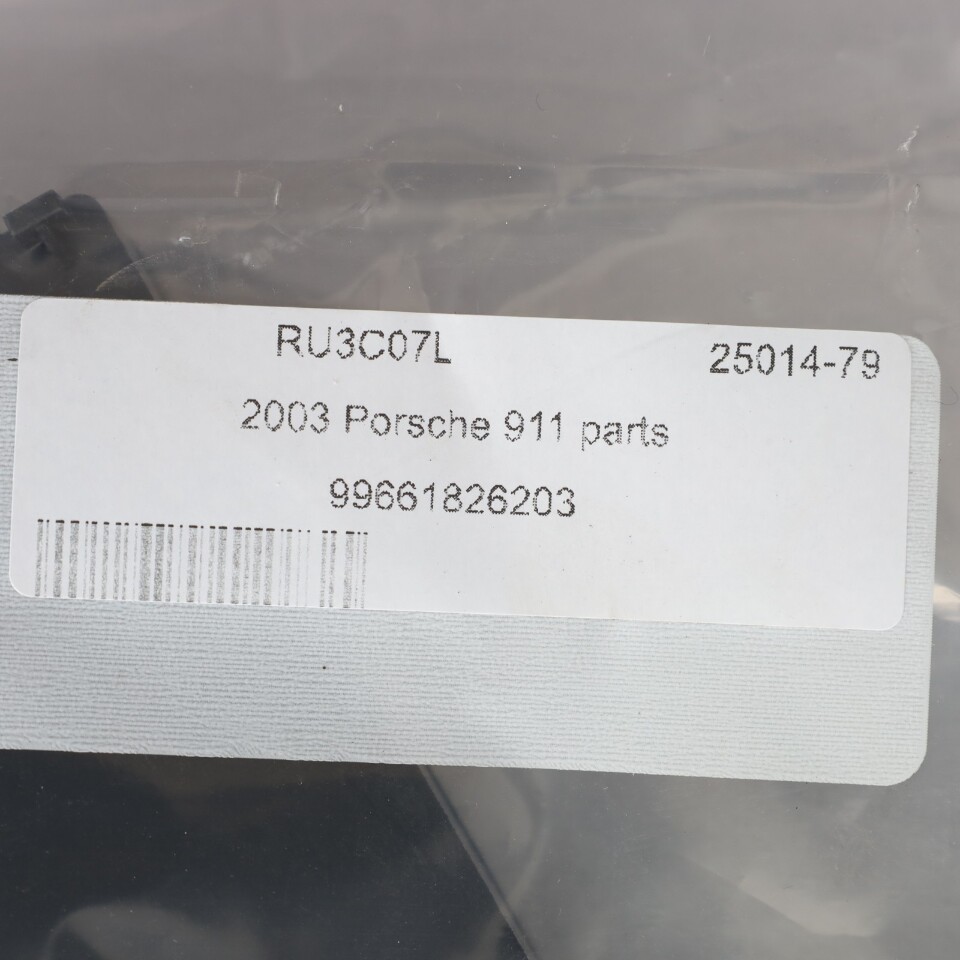 RU3C07L 25014-79
2003 Porsche 911 parts
99661826203